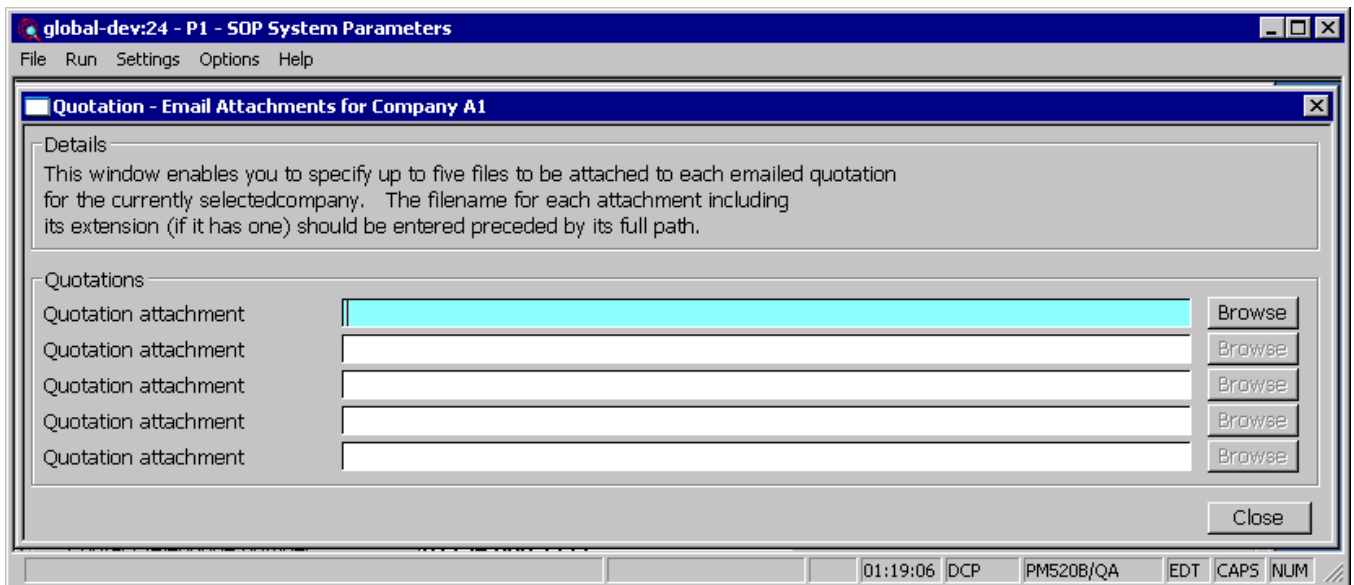 global-dev:24 - P1 - SOP System Parameters
File Run Settings Options Help
Quotation - Email Attachments for Company A1
Details
This window enables you to specify up to five files to be attached to each emailed quotation
for the currently selectedcompany. The filename for each attachment including
its extension (if it has one) should be entered preceded by its full path.
Quotations
Quotation attachment Browse
Quotation attachment Browse
Quotation attachment Browse
Quotation attachment Browse
Quotation attachment Browse
Close
01:19:06 DCP PM520B/QA EDT CAPS NUM